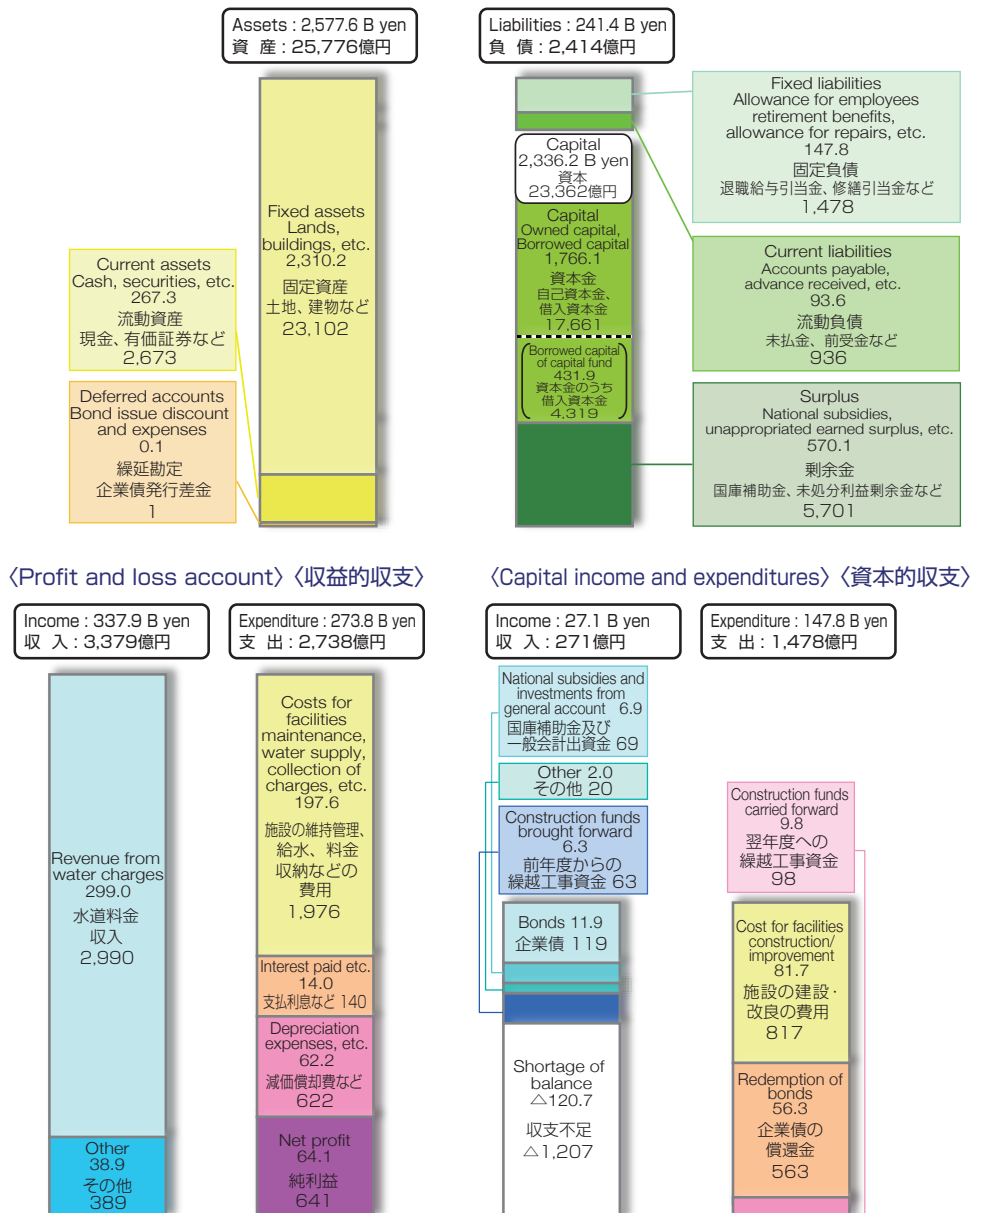 Assets : 2,577.6 B yen
資 産 : 25,776億円
Liabilities : 241.4 B yen
負 債 : 2,414億円
Fixed assets
Lands,
buildings, etc.
2,310.2
固定資産
土地、建物など
23,102
Current assets
Cash, securities, etc.
267.3
流動資産
現金、有価証券など
2,673
Deferred accounts
Bond issue discount
and expenses
0.1
繰延勘定
企業債発行差金
1
Capital
2,336.2 B yen
資本
23,362億円
Capital
Owned capital,
Borrowed capital
1,766.1
資本金
自己資本金、
借入資本金
17,661
Borrowed capital
of capital fund
431.9
資本金のうち
借入資本金
4,319
Fixed liabilities
Allowance for employees
retirement benefits,
allowance for repairs, etc.
147.8
固定負債
退職給与引当金、修繕引当金など
1,478
Current liabilities
Accounts payable,
advance received, etc.
93.6
流動負債
未払金、前受金など
936
Surplus
National subsidies,
unappropriated earned surplus, etc.
570.1
剰余金
国庫補助金、未処分利益剰余金など
5,701
〈Profit and loss account〉〈収益的収支〉
Income : 337.9 B yen
収 入 : 3,379億円
Expenditure : 273.8 B yen
支 出 : 2,738億円
Revenue from
water charges
299.0
水道料金
収入
2,990
Other
38.9
その他
389
Costs for
facilities
maintenance,
water supply,
collection of
charges, etc.
197.6
施設の維持管理、
給水、料金
収納などの
費用
1,976
Interest paid etc.
14.0
支払利息など 140
Depreciation
expenses, etc.
62.2
減価償却費など
622
Net profit
64.1
純利益
641
〈Capital income and expenditures〉〈資本的収支〉
Income : 27.1 B yen
収 入 : 271億円
Expenditure : 147.8 B yen
支 出 : 1,478億円
National subsidies and
investments from
general account 6.9
国庫補助金及び
一般会計出資金 69
Other 2.0
その他 20
Construction funds
brought forward
6.3
前年度からの
繰越工事資金 63
Bonds 11.9
企業債 119
Shortage of
balance
△120.7
収支不足
△1,207
Construction funds
carried forward
9.8
翌年度への
繰越工事資金
98
Cost for facilities
construction/
improvement
81.7
施設の建設・
改良の費用
817
Redemption of
bonds
56.3
企業債の
償還金
563